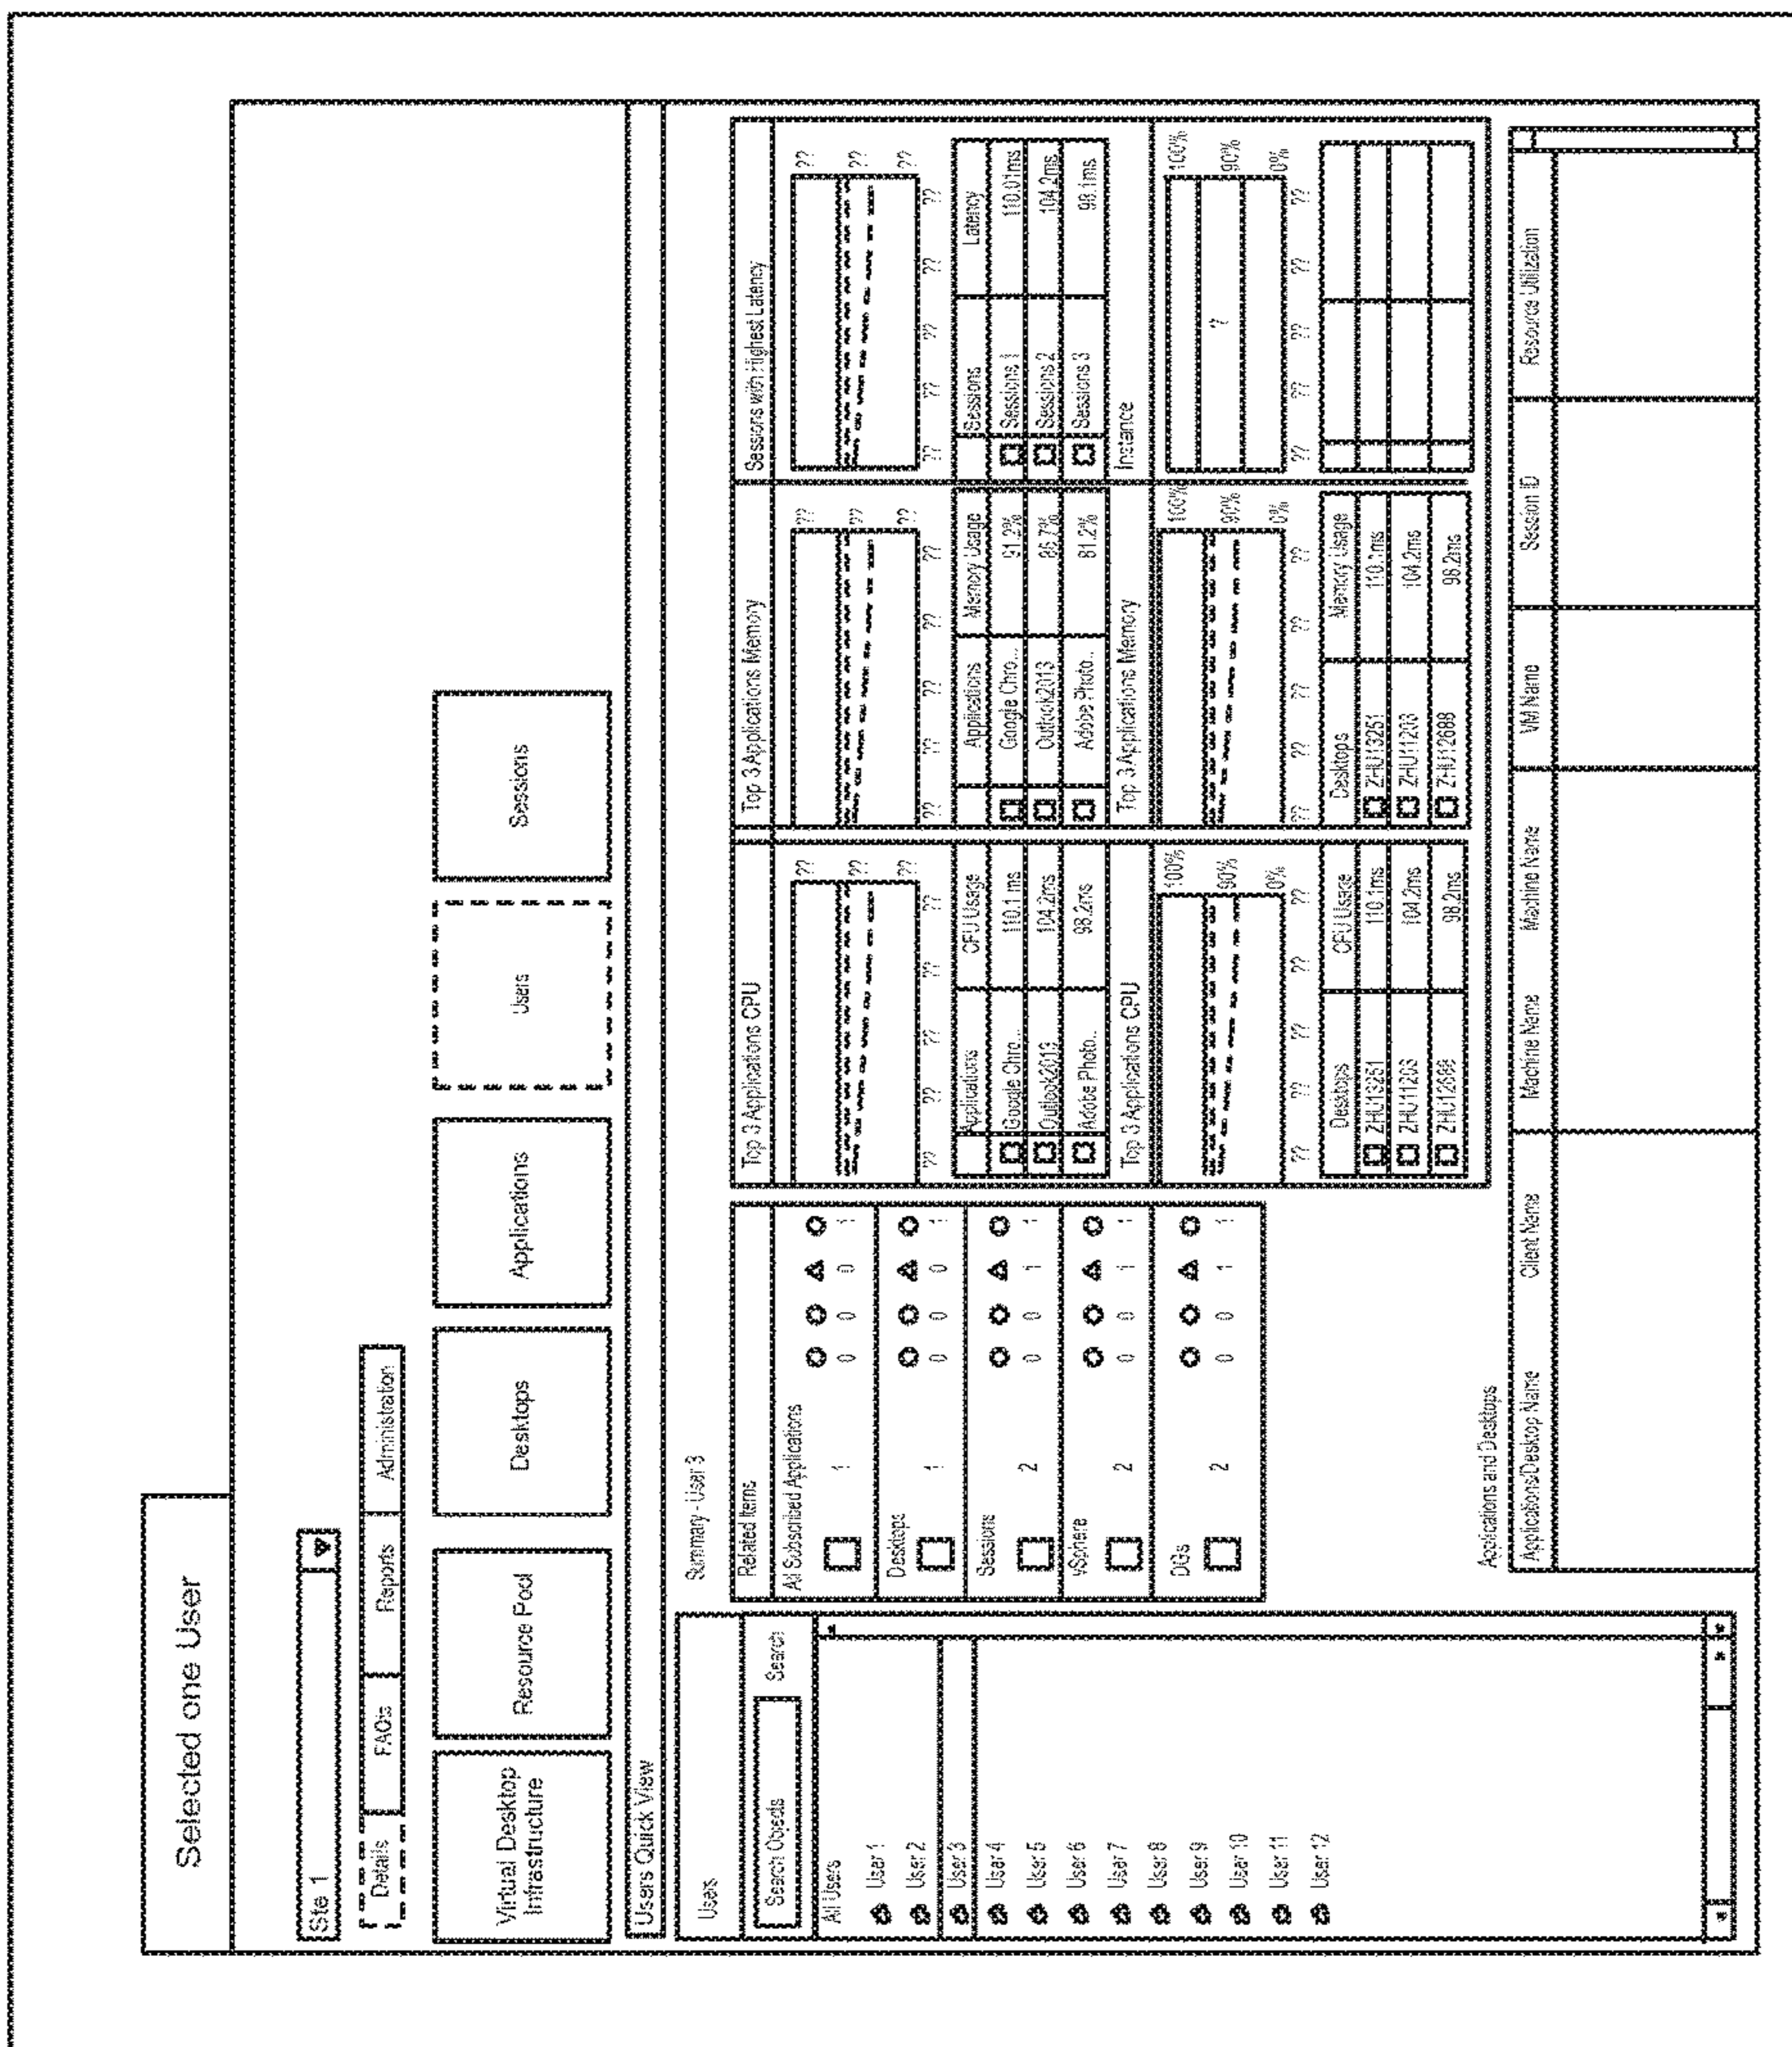 Selected one User
Site 1
Details FAQs Reports Administration
Virtual Desktop Infrastructure
Resource Pool
Desktops
Applications
Users
Sessions
Users Quick View
Users
Search Objects Search
All Users
User 1
User 2
User 3
User 4
User 5
User 6
User 7
User 8
User 9
User 10
User 11
User 12
Summary - User 3
Related Items
All Subscribed Applications
1 0 0 0 1
Desktops
1 0 0 0 1
Sessions
2 0 0 1 1
vSphere
2 0 0 1 1
DGs
2 0 0 1 1
Top 3 Applications CPU
?? ?? ??
?? ?? ?? ?? ??
Applications CPU Usage
Google Chro... 110.1 ms
Outlook2013 104.2ms
Adobe Photo.. 98.2ms
Top 3 Applications Memory
?? ?? ??
?? ?? ?? ?? ??
Applications Memory Usage
Google Chro... 91.2%
Outlook2013 86.7%
Adobe Photo.. 81.2%
Sessions with Highest Latency
?? ?? ??
?? ?? ?? ?? ??
Sessions Latency
Sessions 1 110.01ms
Sessions 2 104.2ms
Sessions 3 98.1ms
Top 3 Applications CPU
100%
90%
0%
?? ?? ?? ?? ??
Desktops CPU Usage
ZHU13251 110.1ms
ZHU11203 104.2ms
ZHU12688 98.2ms
Top 3 Applications Memory
100%
90%
0%
?? ?? ?? ?? ??
Desktops Memory Usage
ZHU13251 110.1ms
ZHU11203 104.2ms
ZHU12688 98.2ms
Instance
100%
90%
0%
?
?? ?? ?? ?? ??
Applications and Desktops
Applications/Desktop Name Client Name Machine Name Machine Name VM Name Session ID Resource Utilization